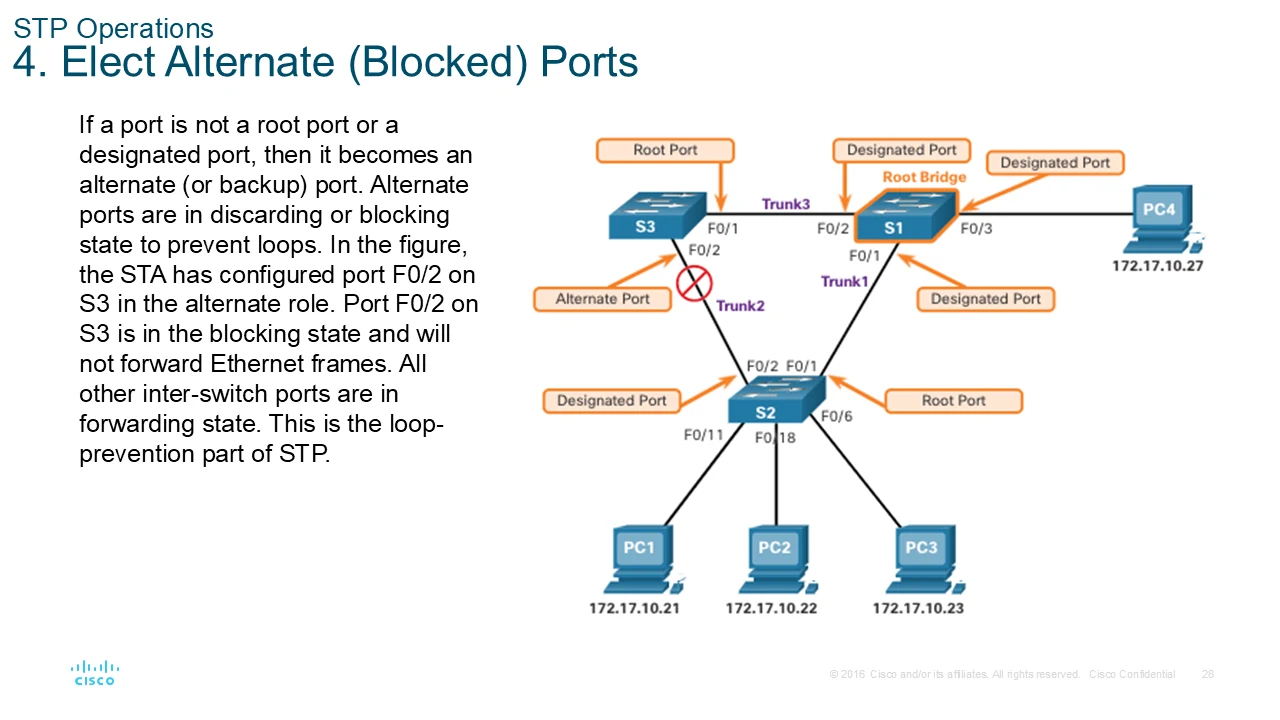 STP Operations
4. Elect Alternate (Blocked) Ports
If a port is not a root port or a
designated port, then it becomes an
alternate (or backup) port. Alternate
ports are in discarding or blocking
state to prevent loops. In the figure,
the STA has configured port F0/2 on
S3 in the alternate role. Port F0/2 on
S3 is in the blocking state and will
not forward Ethernet frames. All
other inter-switch ports are in
forwarding state. This is the loop-
prevention part of STP.
Root Port
Designated Port
Designated Port
Root Bridge
Trunk3
PC4
S3
F0/1
F0/2
S1
F0/3
F0/2
F0/1
172.17.10.27
Trunk1
Alternate Port
Trunk2
Designated Port
F0/2 F0/1
Designated Port
Root Port
S2
F0/6
F0/11
F0/18
PC1
PC2
PC3
172.17.10.21
172.17.10.22
172.17.10.23
CISCO
© 2016 Cisco and/or its affiliates. All rights reserved. Cisco Confidential
28